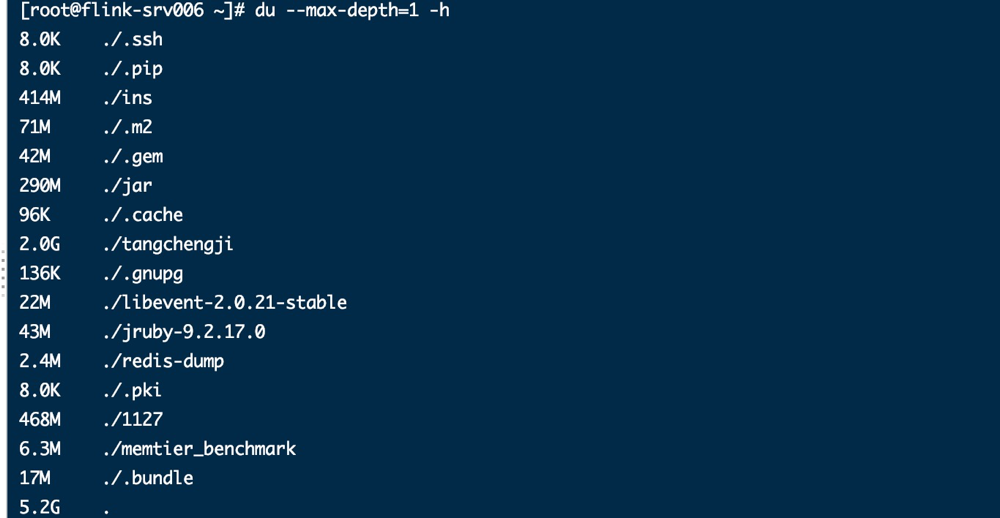 [root@flink-srv006 ~]# du --max-depth=1 -h
8.0K ./.ssh
8.0K ./.pip
414M ./ins
71M ./.m2
42M ./.gem
290M ./jar
96K ./.cache
2.0G ./tangchengji
136K ./.gnupg
22M ./libevent-2.0.21-stable
43M ./jruby-9.2.17.0
2.4M ./redis-dump
8.0K ./.pki
468M ./1127
6.3M ./memtier_benchmark
17M ./.bundle
5.2G .